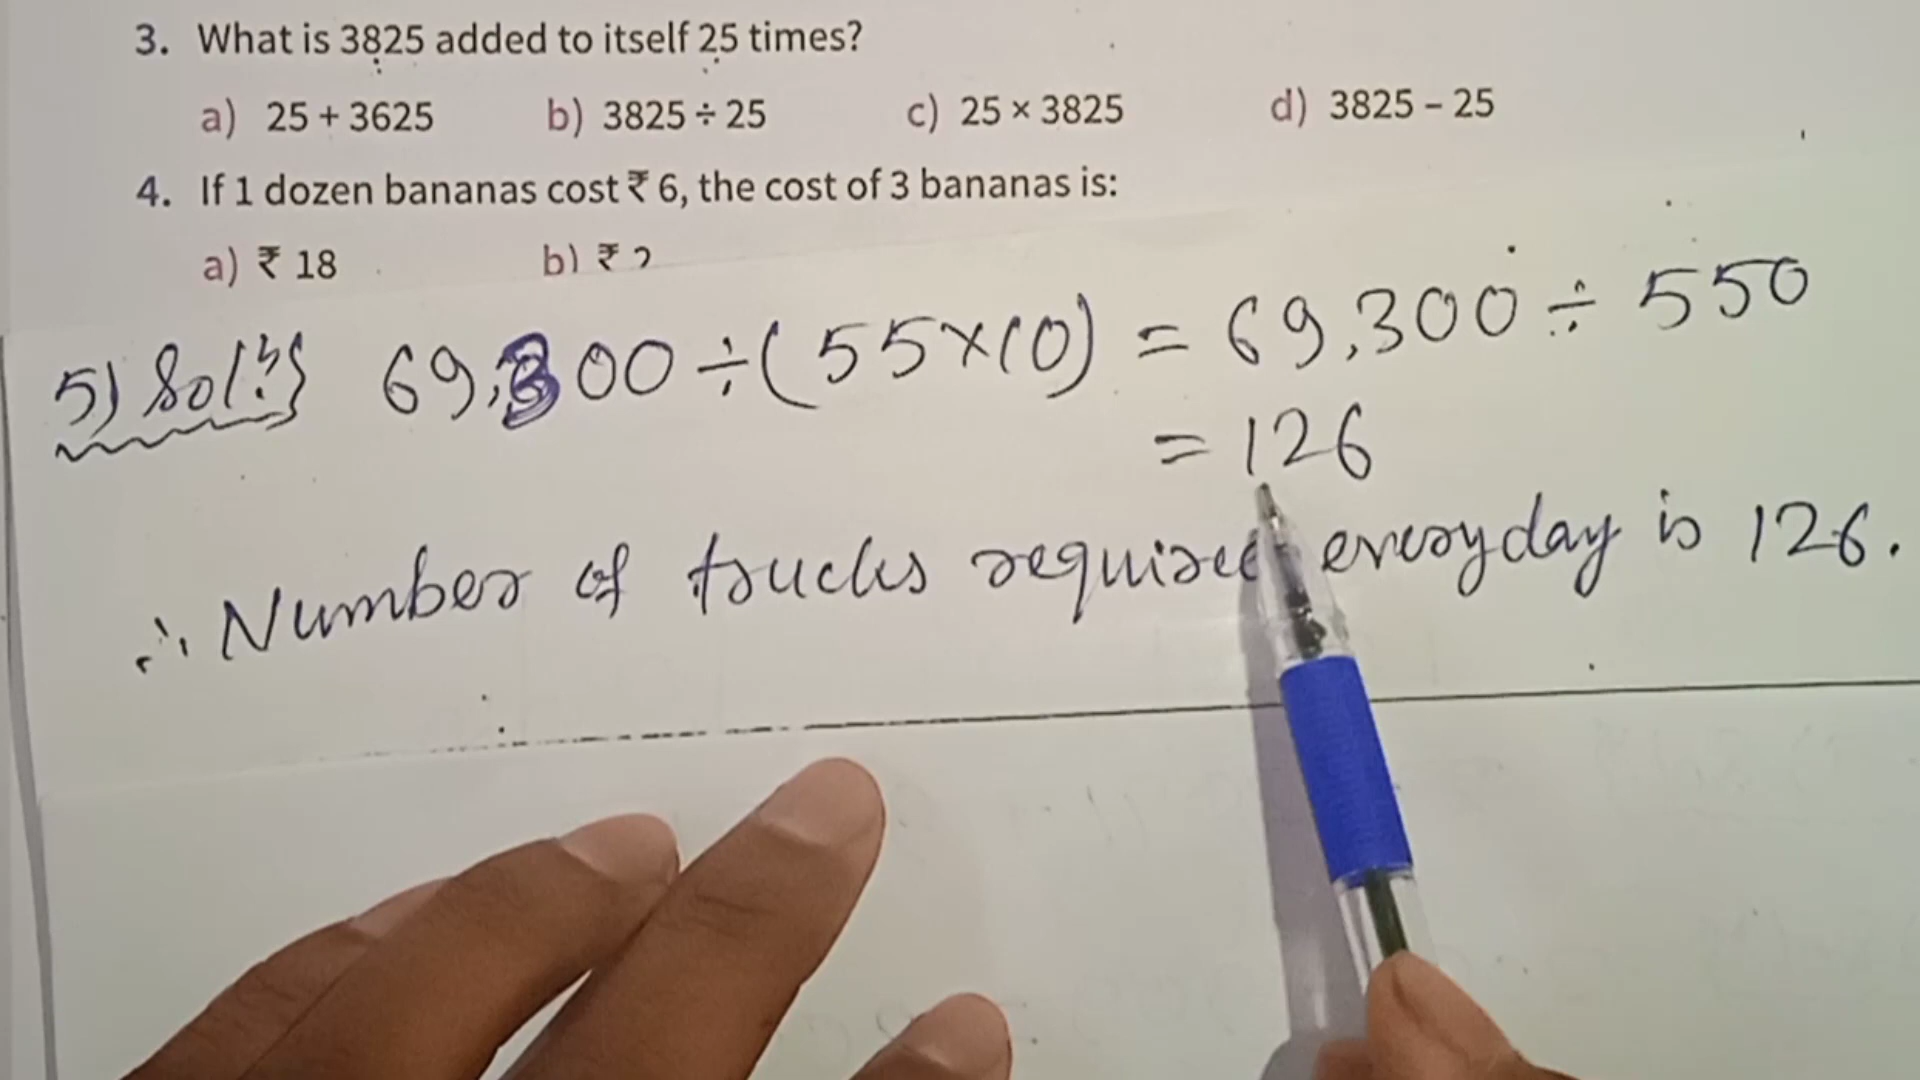 3. What is 3825 added to itself 25 times?
a) 25 + 3625 b) 3825 ÷ 25 c) 25 × 3825 d) 3825 – 25
4. If 1 dozen bananas cost ₹ 6, the cost of 3 bananas is:
a) ₹ 18 b) ₹
5) Sol: 69,300 ÷ (55×10) = 69,300 ÷ 550
= 126
∴ Number of trucks required everyday is 126.